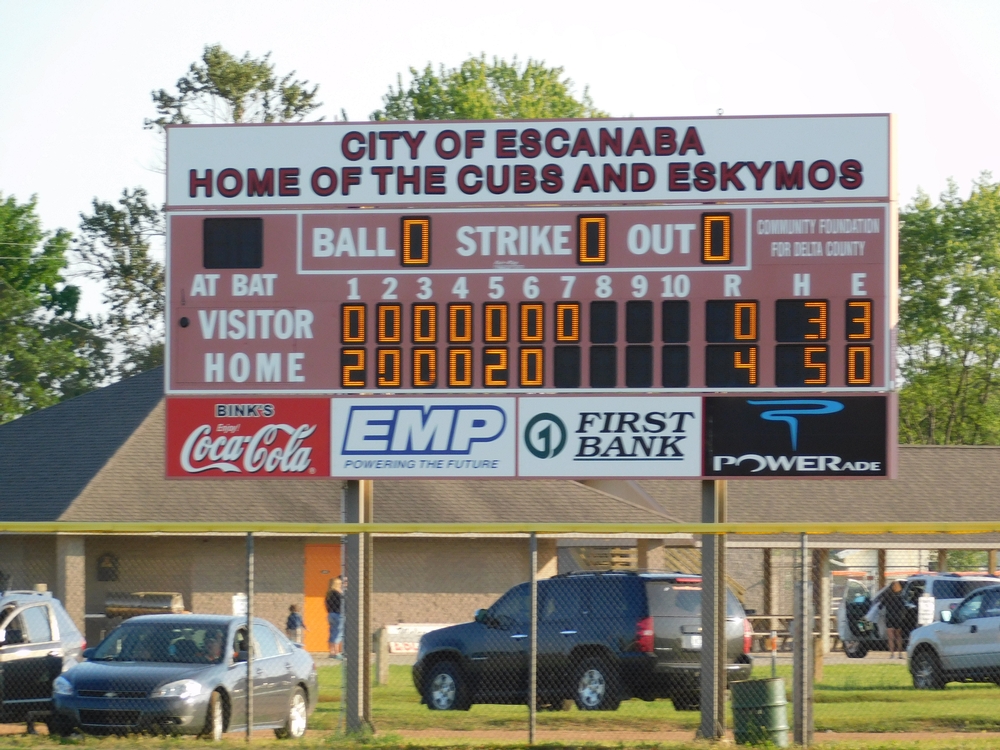 CITY OF ESCANABA
HOME OF THE CUBS AND ESKYMOS
BALL 0 STRIKE 0 OUT 0
COMMUNITY FOUNDATION
FOR DELTA COUNTY
AT BAT 1 2 3 4 5 6 7 8 9 10 R H E
VISITOR 0 0 0 0 0 0 0 0 3 3
HOME 2 0 0 0 2 0 4 5 0
BINK'S
Enjoy!
Coca-Cola
EMP
POWERING THE FUTURE
1 FIRST
BANK
POWERADE